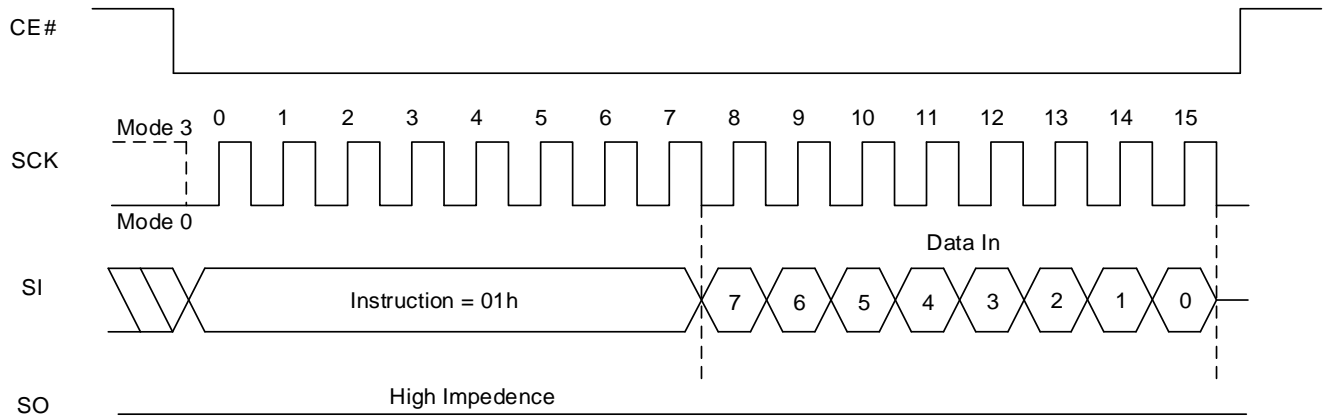 CE#
0 1 2 3 4 5 6 7 8 9 10 11 12 13 14 15
Mode 3
SCK
Mode 0
Data In
SI
Instruction = 01h
7 6 5 4 3 2 1 0
High Impedence
SO